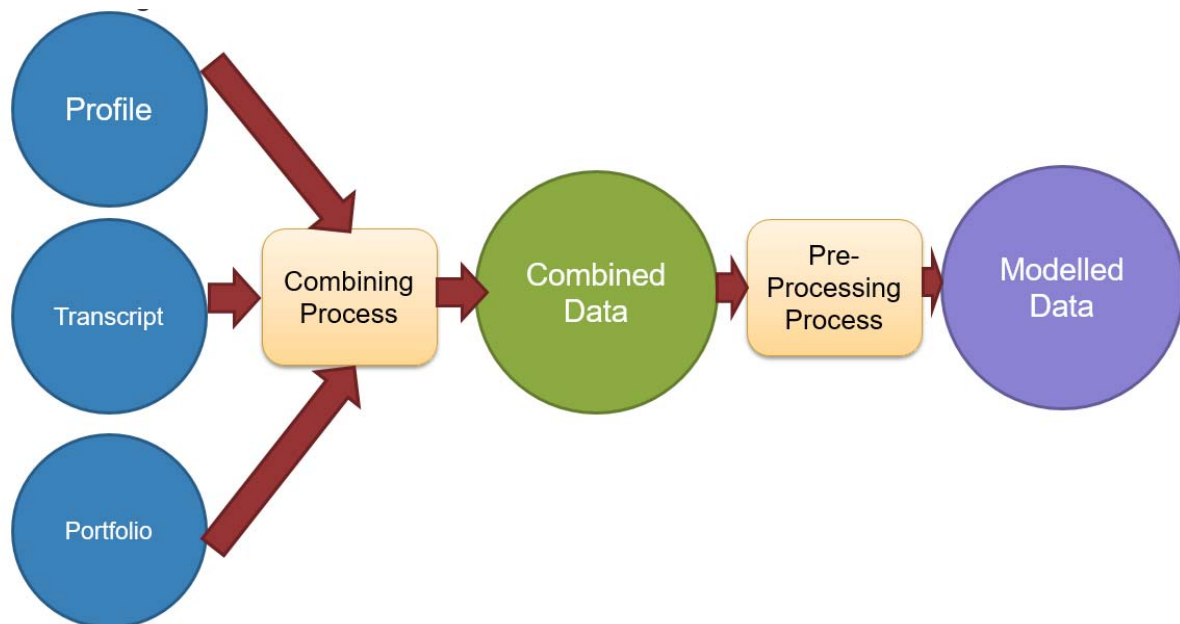 Profile
Transcript
Portfolio
Combining
Process
Combined
Data
Pre-
Processing
Process
Modelled
Data